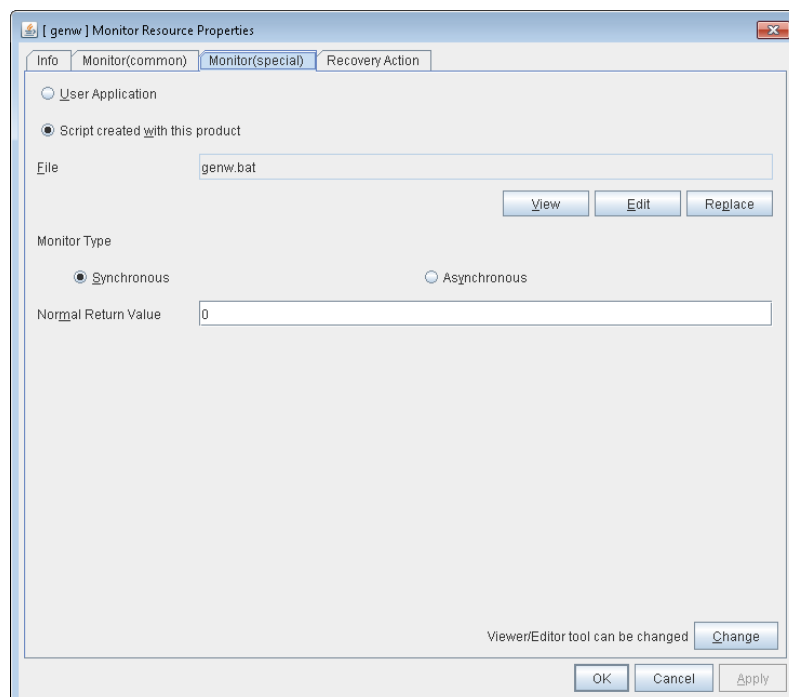 [ genw ] Monitor Resource Properties
Info Monitor(common) Monitor(special) Recovery Action
User Application
Script created with this product
File genw.bat
View Edit Replace
Monitor Type
Synchronous Asynchronous
Normal Return Value 0
Viewer/Editor tool can be changed Change
OK Cancel Apply